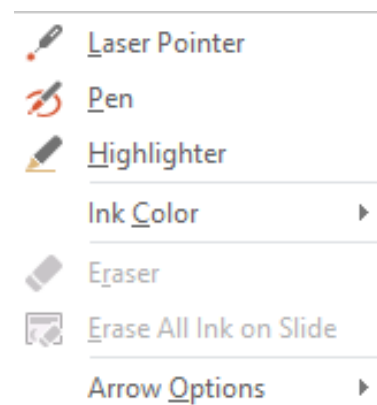 Laser Pointer
Pen
Highlighter
Ink Color
Eraser
Erase All Ink on Slide
Arrow Options